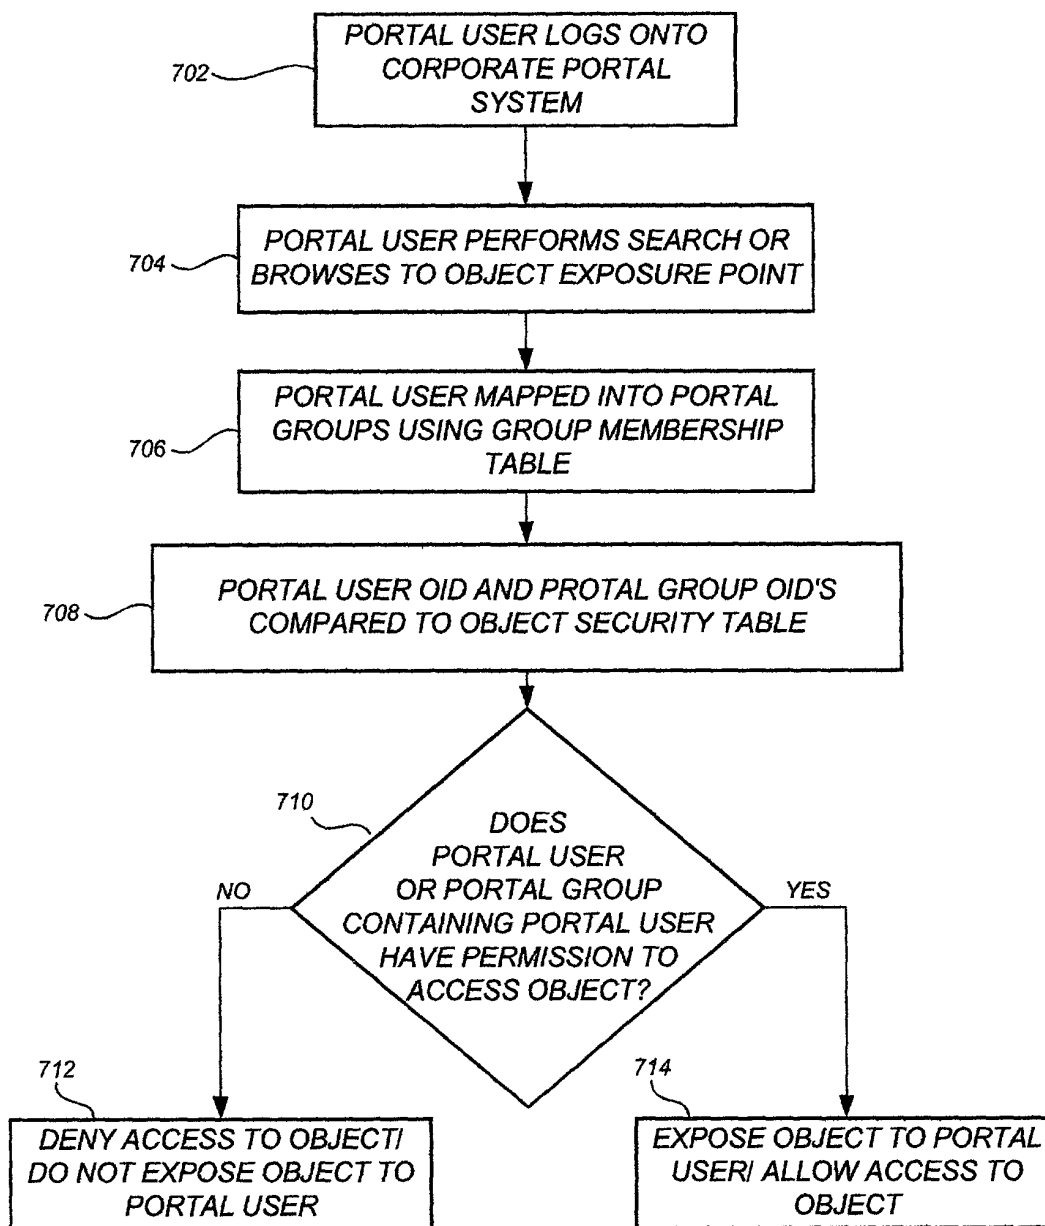 PORTAL USER LOGS ONTO
CORPORATE PORTAL
SYSTEM
702
PORTAL USER PERFORMS SEARCH OR
BROWSES TO OBJECT EXPOSURE POINT
704
PORTAL USER MAPPED INTO PORTAL
GROUPS USING GROUP MEMBERSHIP
TABLE
706
PORTAL USER OID AND PROTAL GROUP OID'S
COMPARED TO OBJECT SECURITY TABLE
708
710
DOES
PORTAL USER
OR PORTAL GROUP
CONTAINING PORTAL USER
HAVE PERMISSION TO
ACCESS OBJECT?
NO
YES
712
DENY ACCESS TO OBJECT/
DO NOT EXPOSE OBJECT TO
PORTAL USER
714
EXPOSE OBJECT TO PORTAL
USER/ ALLOW ACCESS TO
OBJECT